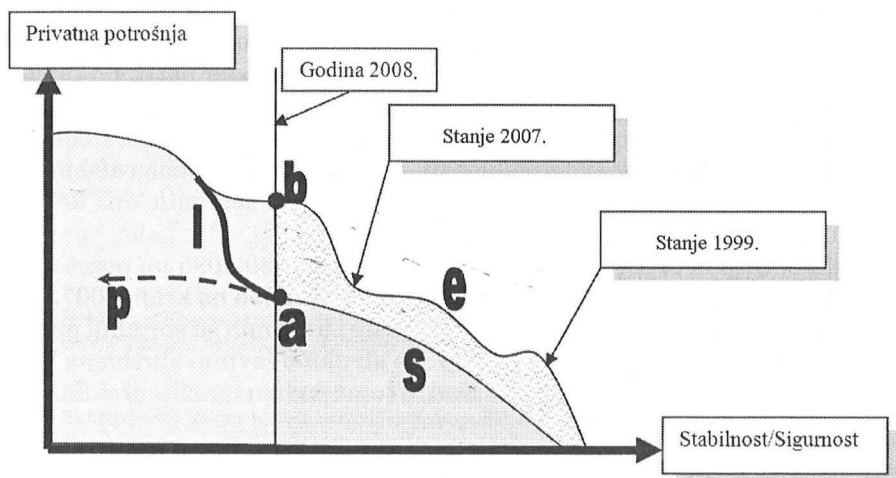 Privatna potrošnja
Godina 2008.
Stanje 2007.
b
l
Stanje 1999.
e
p
a
s
Stabilnost/Sigurnost